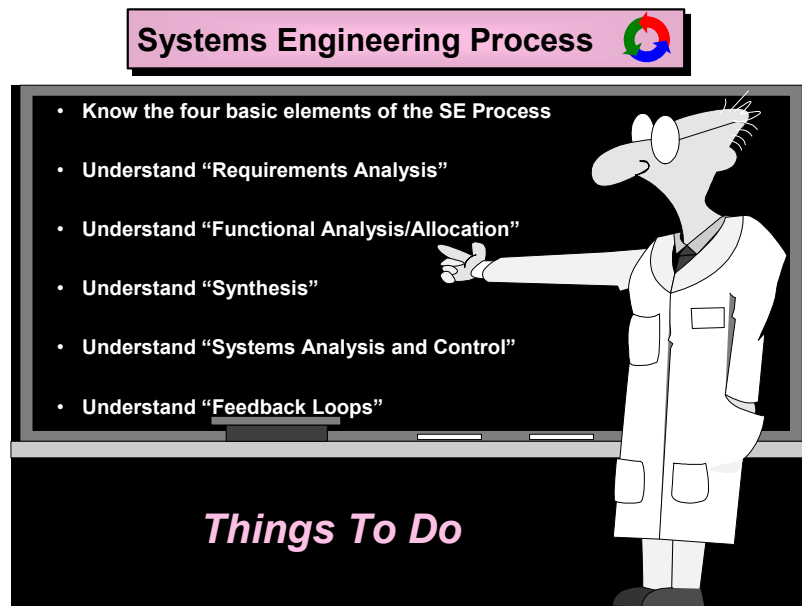 Systems Engineering Process
• Know the four basic elements of the SE Process
• Understand “Requirements Analysis”
• Understand “Functional Analysis/Allocation”
• Understand “Synthesis”
• Understand “Systems Analysis and Control”
• Understand “Feedback Loops”
Things To Do